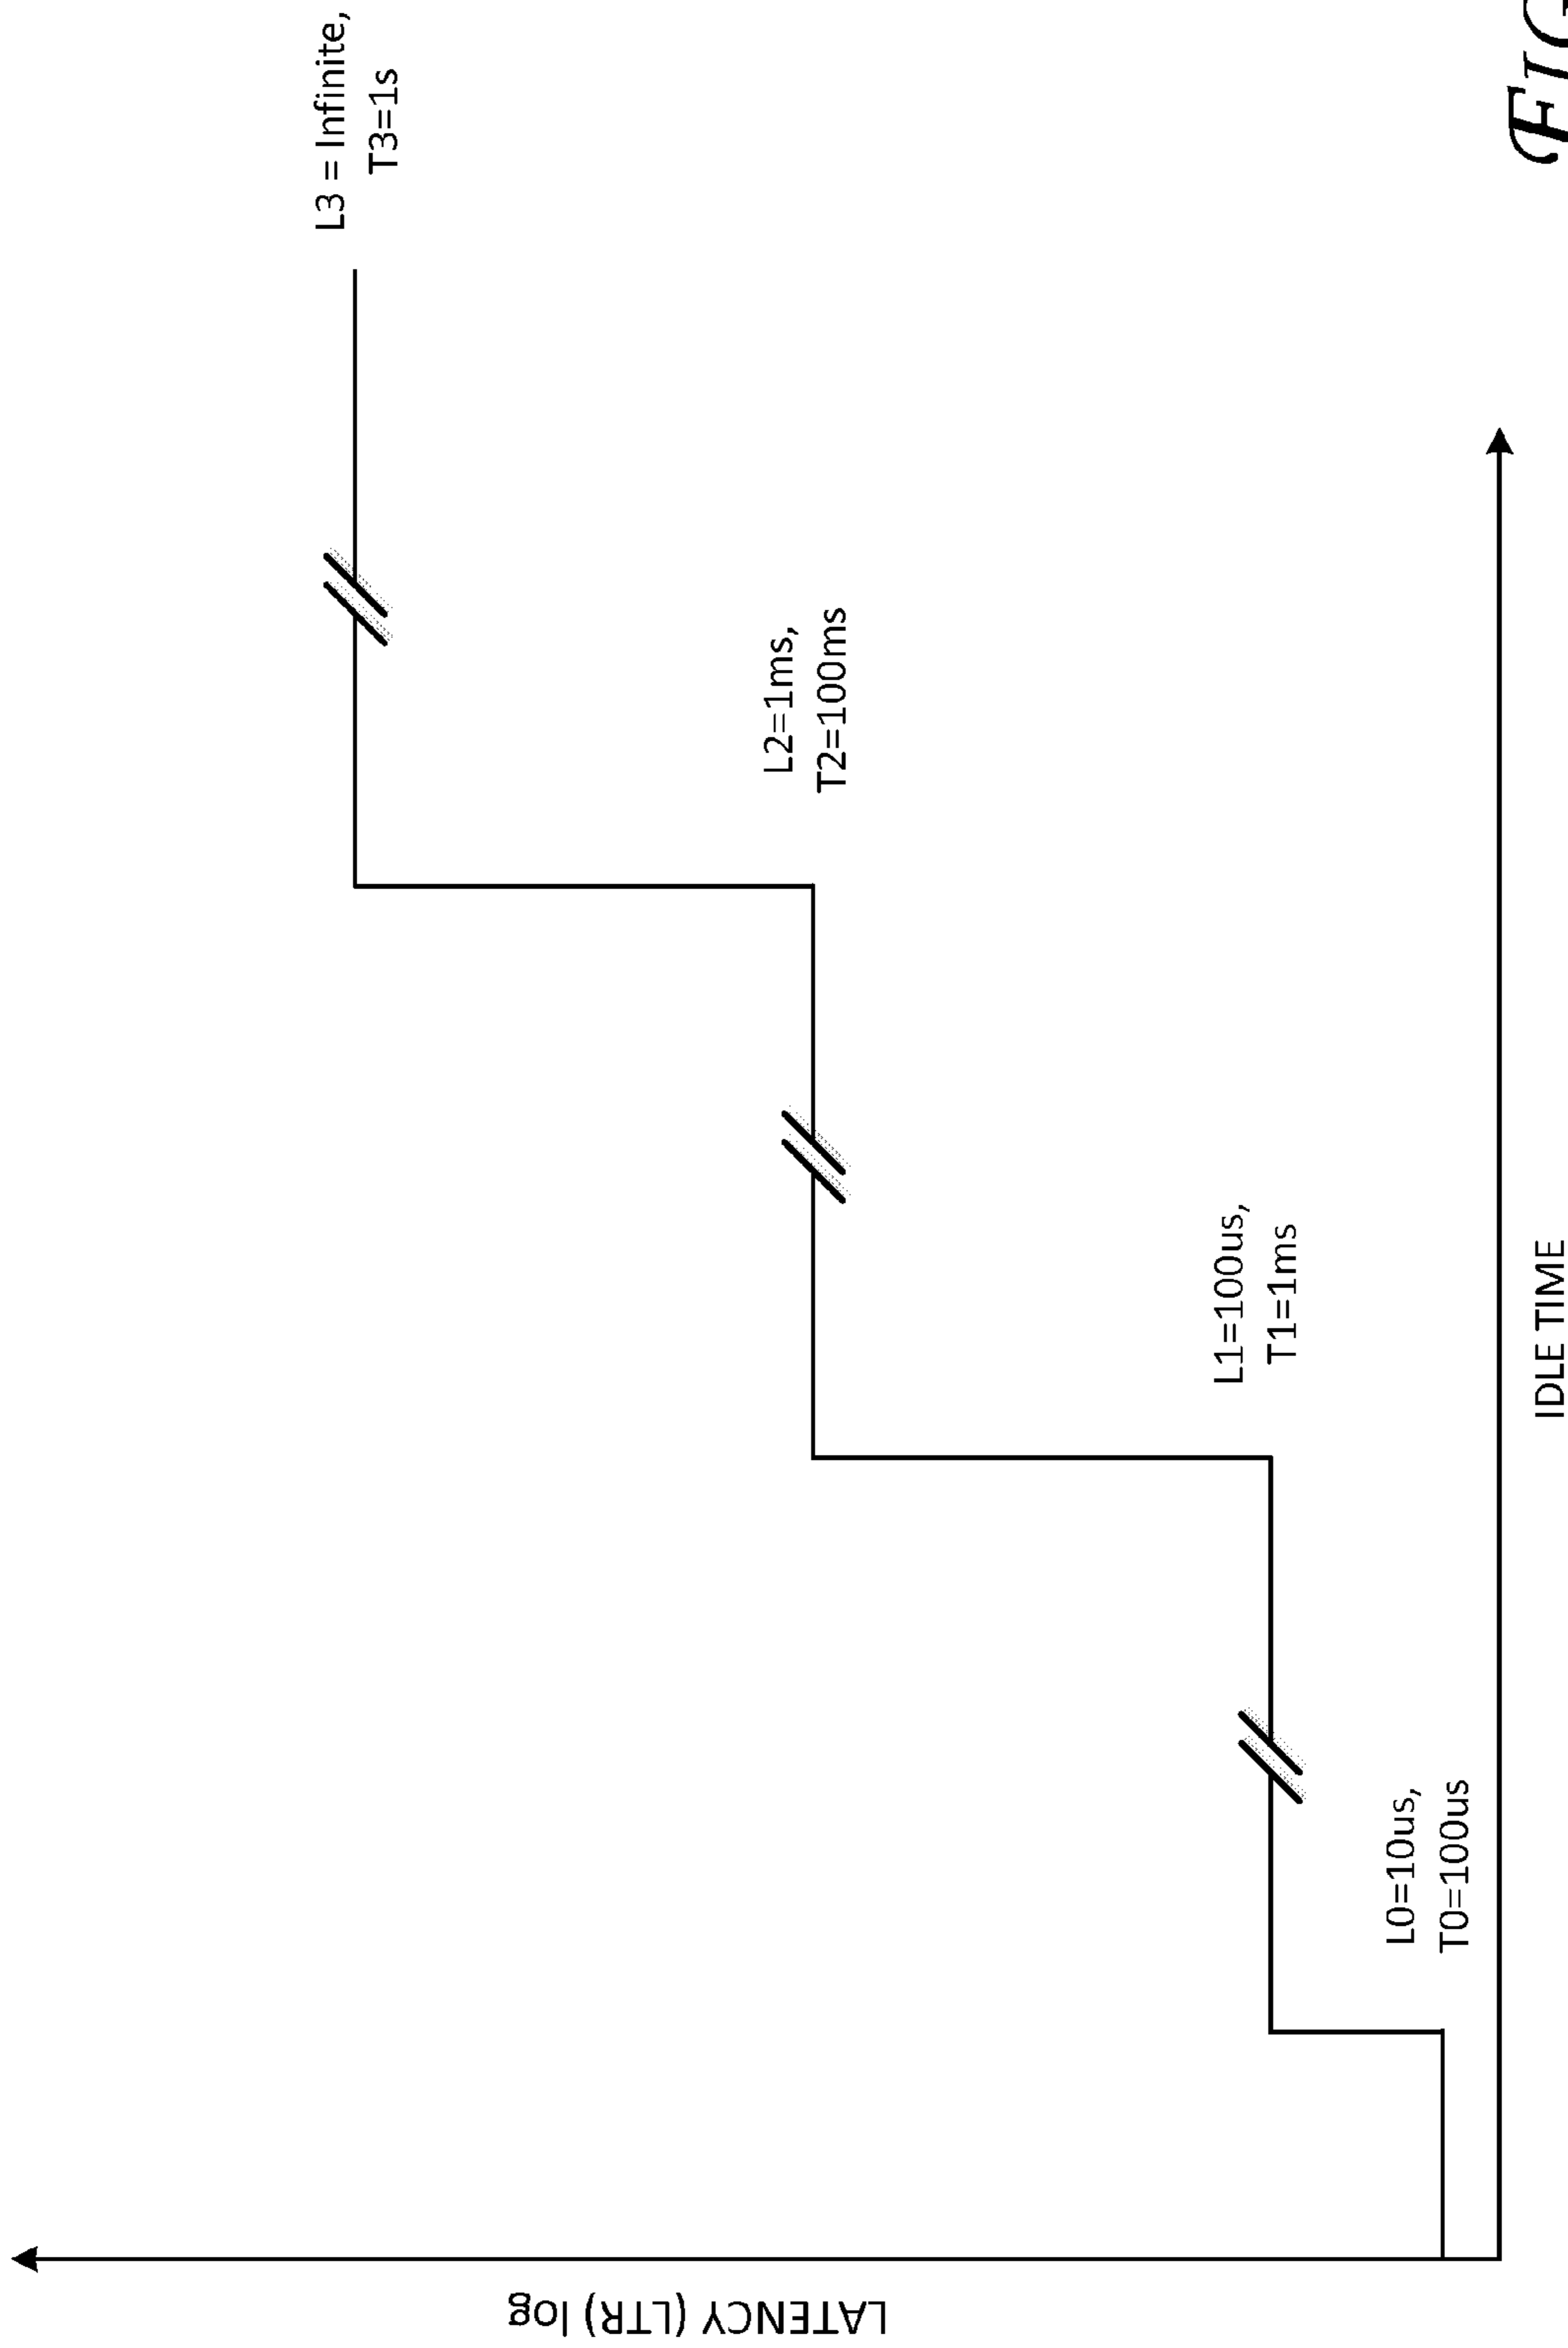 LATENCY (LTR) log
L3 = Infinite,
T3=1s
L2=1ms,
T2=100ms
L1=100us,
T1=1ms
L0=10us,
T0=100us
IDLE TIME
FIG